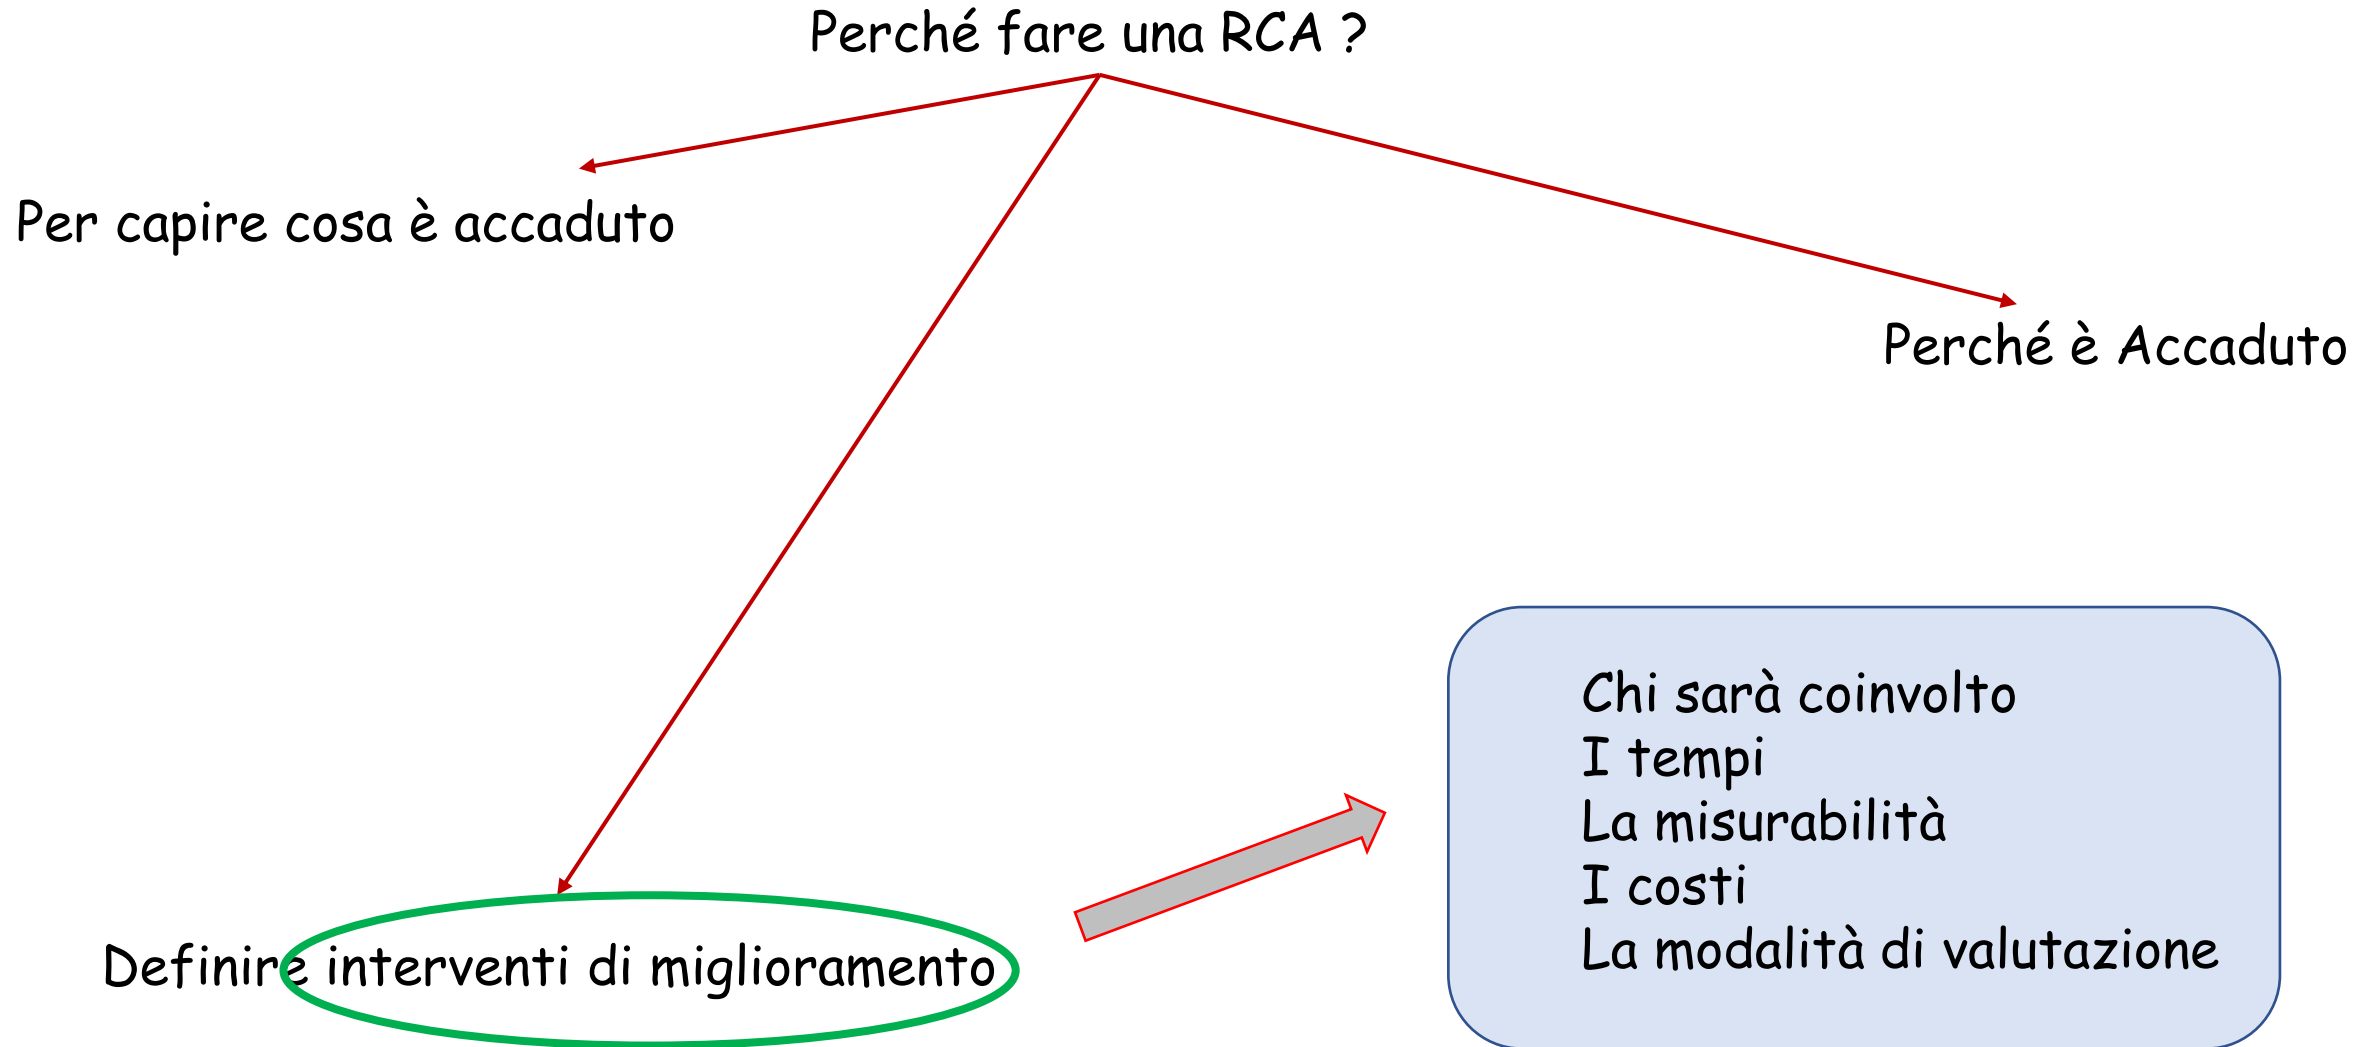 Perché fare una RCA ?
Per capire cosa è accaduto
Perché è Accaduto
Definire interventi di miglioramento
Chi sarà coinvolto
I tempi
La misurabilità
I costi
La modalità di valutazione